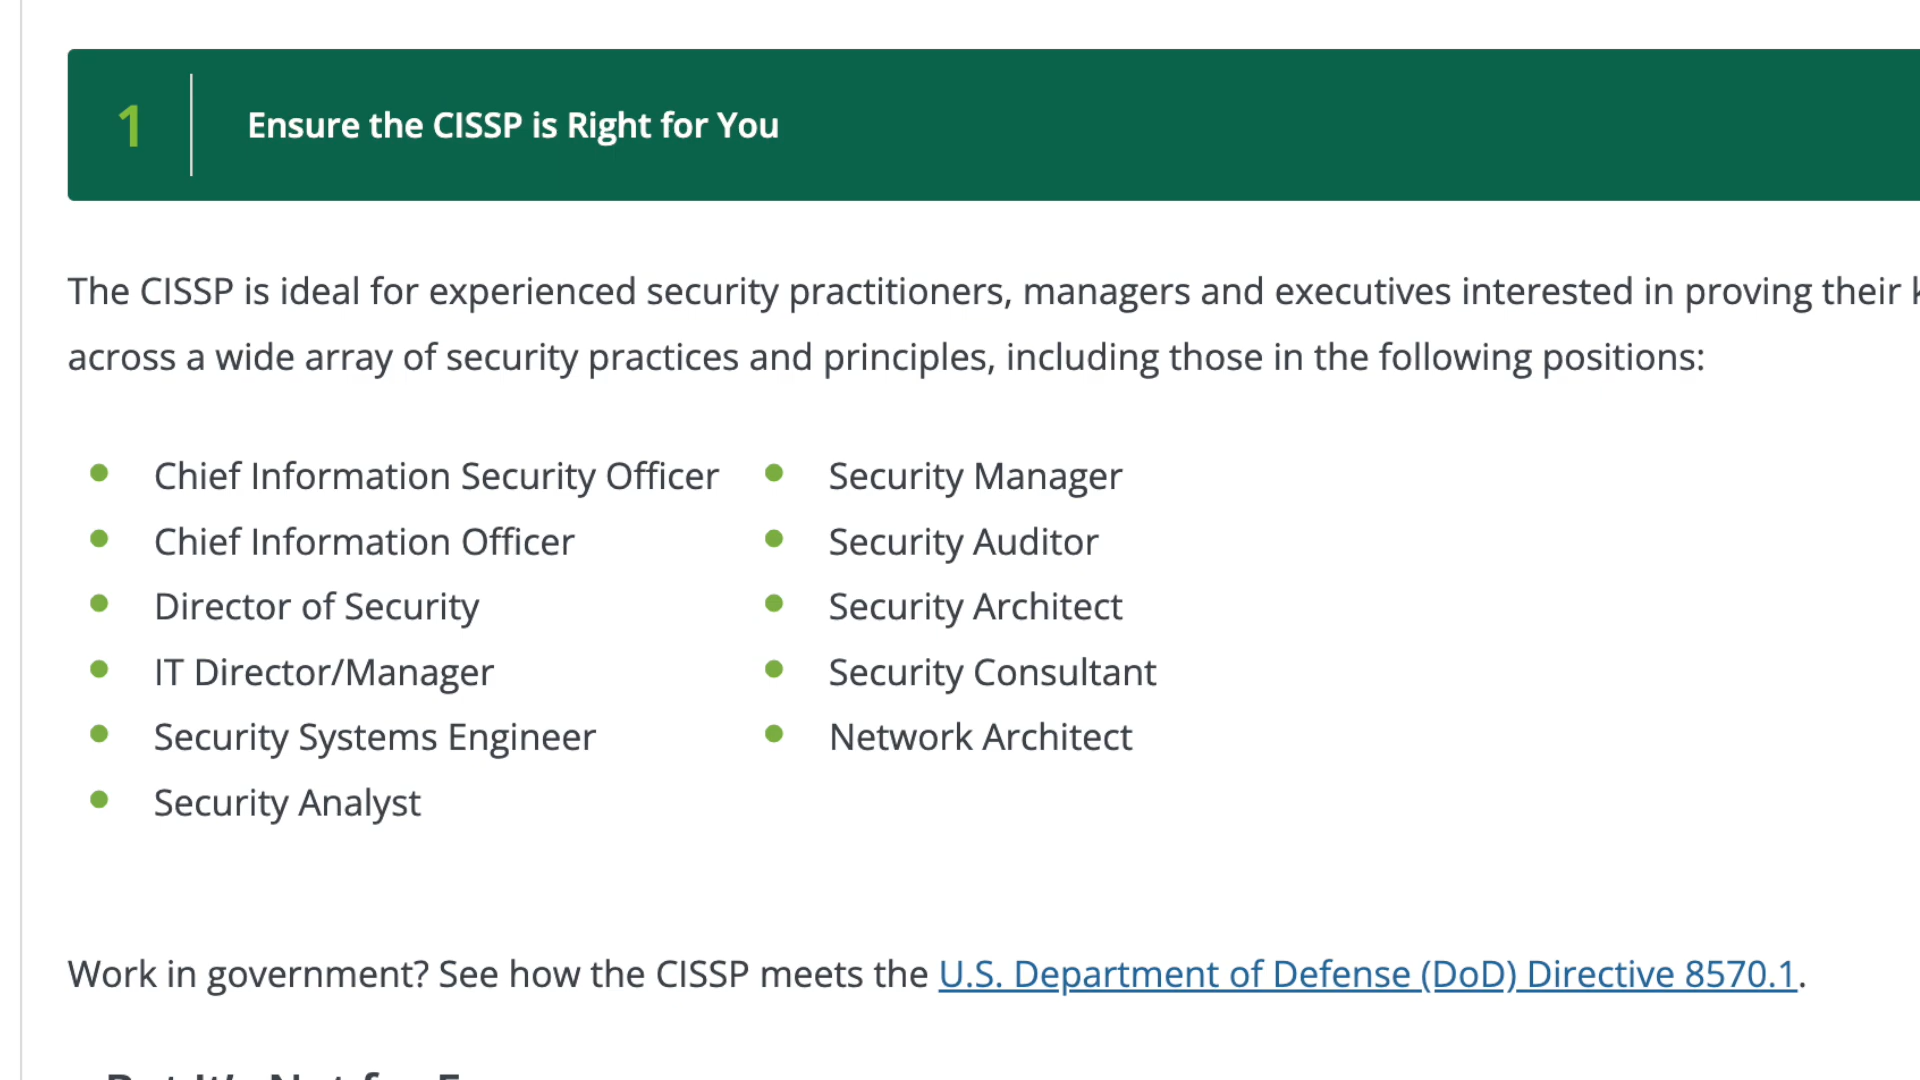 1
Ensure the CISSP is Right for You
The CISSP is ideal for experienced security practitioners, managers and executives interested in proving their
across a wide array of security practices and principles, including those in the following positions:
Chief Information Security Officer
Chief Information Officer
Director of Security
IT Director/Manager
Security Systems Engineer
Security Analyst
Security Manager
Security Auditor
Security Architect
Security Consultant
Network Architect
Work in government? See how the CISSP meets the U.S. Department of Defense (DoD) Directive 8570.1.